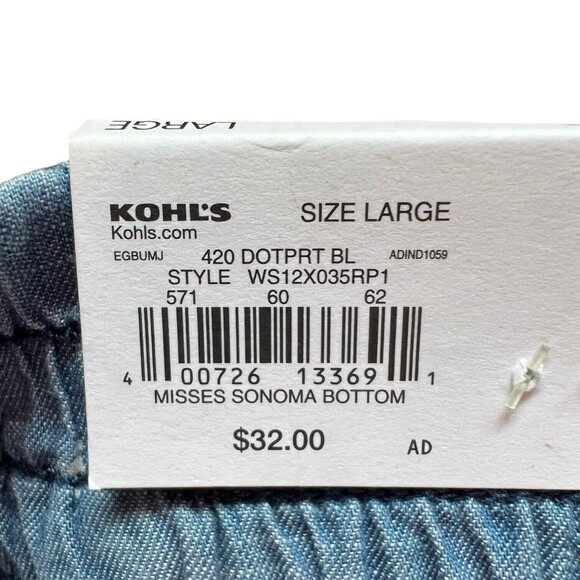 LARGE
KOHL'S SIZE LARGE
Kohls.com
EGBUMJ 420 DOTPRT BL ADIND1059
STYLE WS12X035RP1
571 60 62
4 00726 13369 1
MISSES SONOMA BOTTOM
$32.00 AD